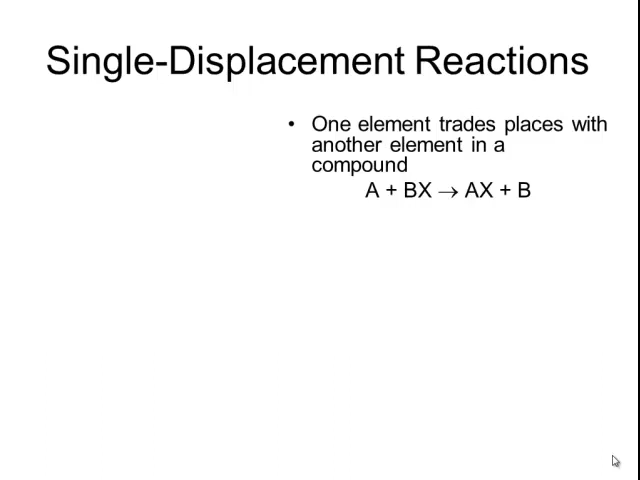 Single-Displacement Reactions
• One element trades places with
another element in a
compound
A + BX → AX + B